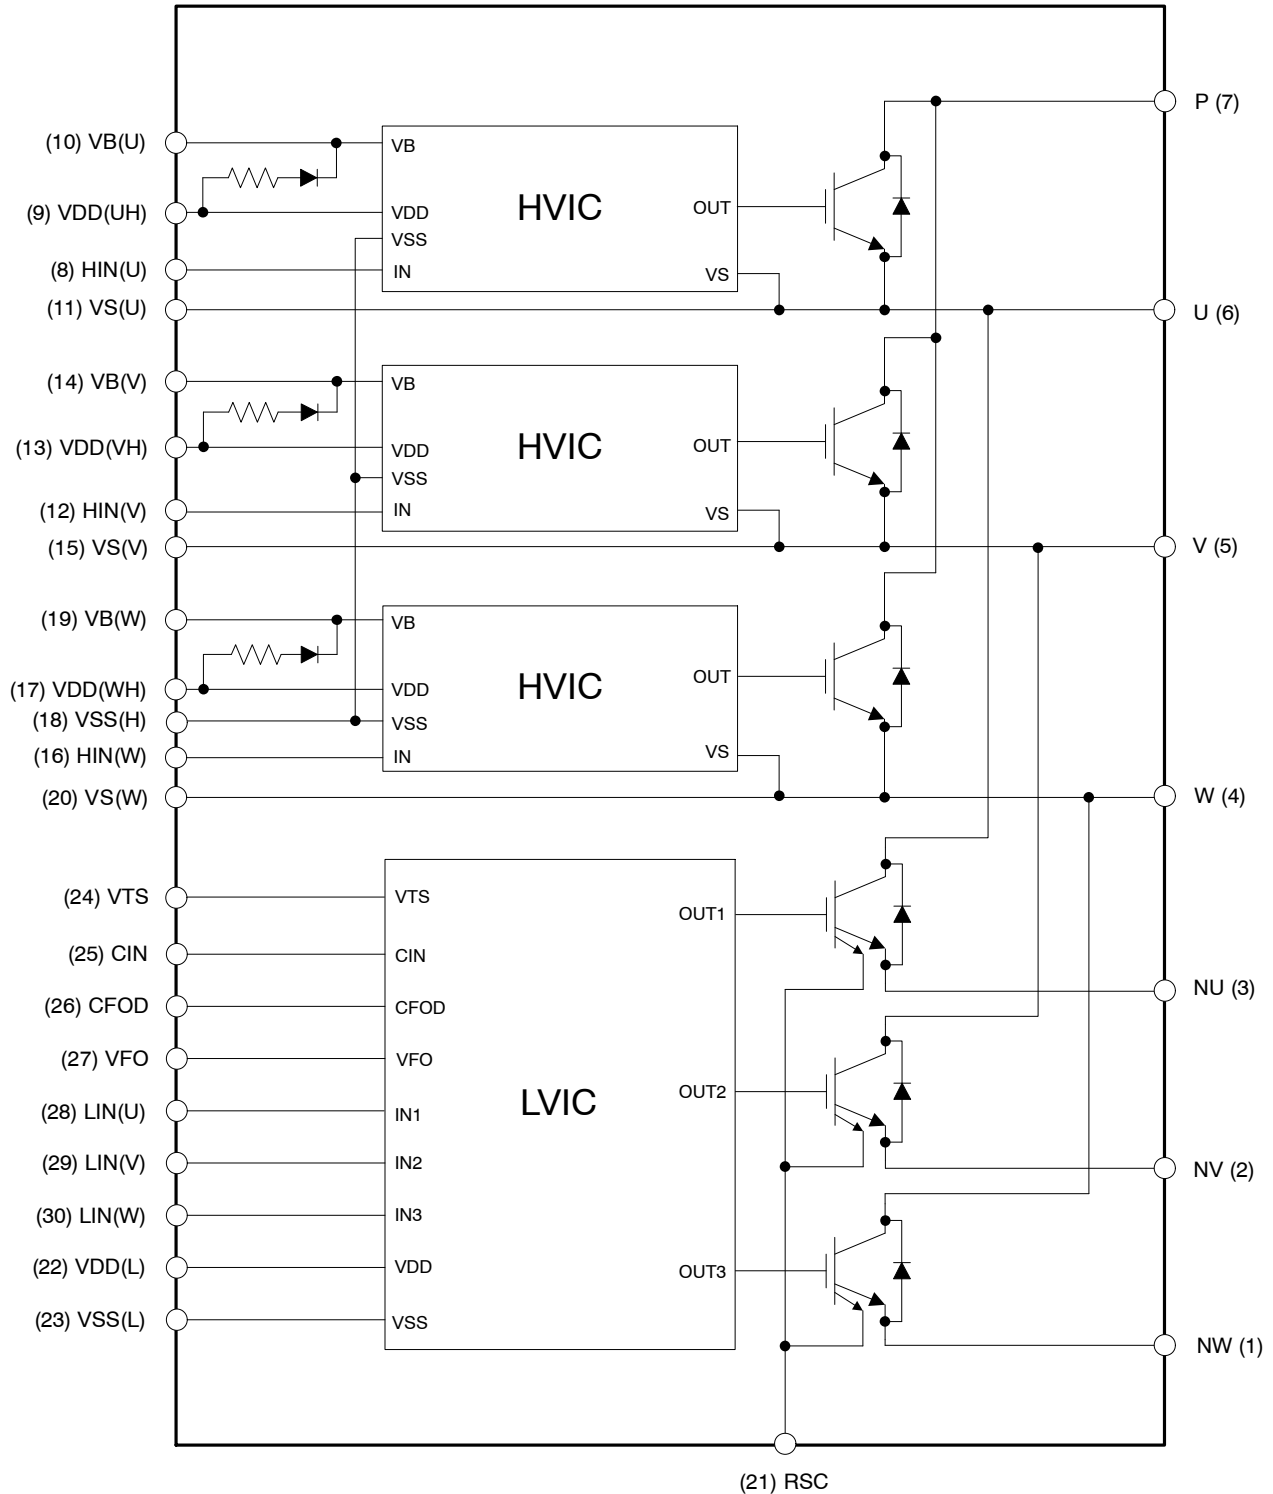 (10) VB(U)
(9) VDD(UH)
(8) HIN(U)
(11) VS(U)
(14) VB(V)
(13) VDD(VH)
(12) HIN(V)
(15) VS(V)
(19) VB(W)
(17) VDD(WH)
(18) VSS(H)
(16) HIN(W)
(20) VS(W)
(24) VTS
(25) CIN
(26) CFOD
(27) VFO
(28) LIN(U)
(29) LIN(V)
(30) LIN(W)
(22) VDD(L)
(23) VSS(L)
VB
VDD
VSS
IN
HVIC
OUT
VS
VB
VDD
VSS
IN
HVIC
OUT
VS
VB
VDD
VSS
IN
HVIC
OUT
VS
VTS
CIN
CFOD
VFO
IN1
IN2
IN3
VDD
VSS
LVIC
OUT1
OUT2
OUT3
P (7)
U (6)
V (5)
W (4)
NU (3)
NV (2)
NW (1)
(21) RSC